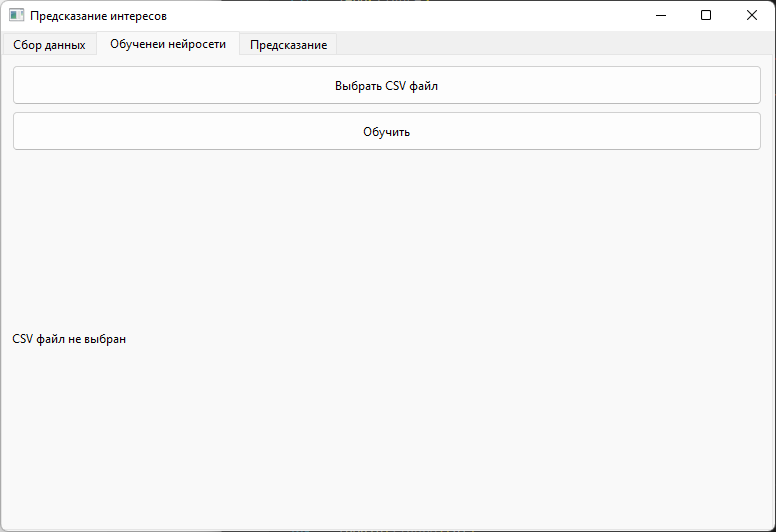 Предсказание интересов
Сбор данных Обученеи нейросети Предсказание
Выбрать CSV файл
Обучить
CSV файл не выбран